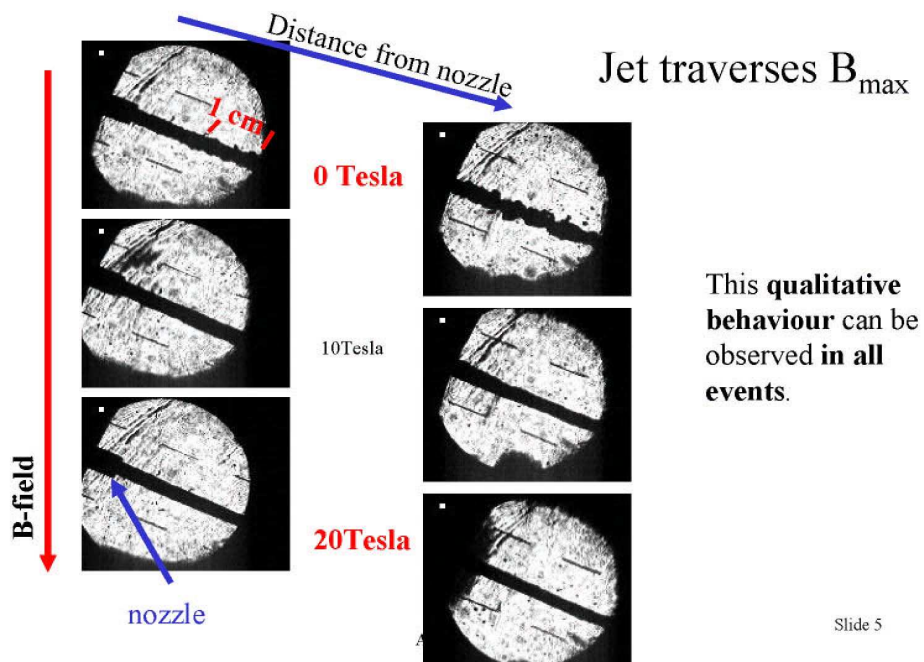 Distance from nozzle
Jet traverses Bmax
1 cm
0 Tesla
This qualitative
behaviour can be
observed in all
events.
10Tesla
B-field
20Tesla
nozzle
A
Slide 5